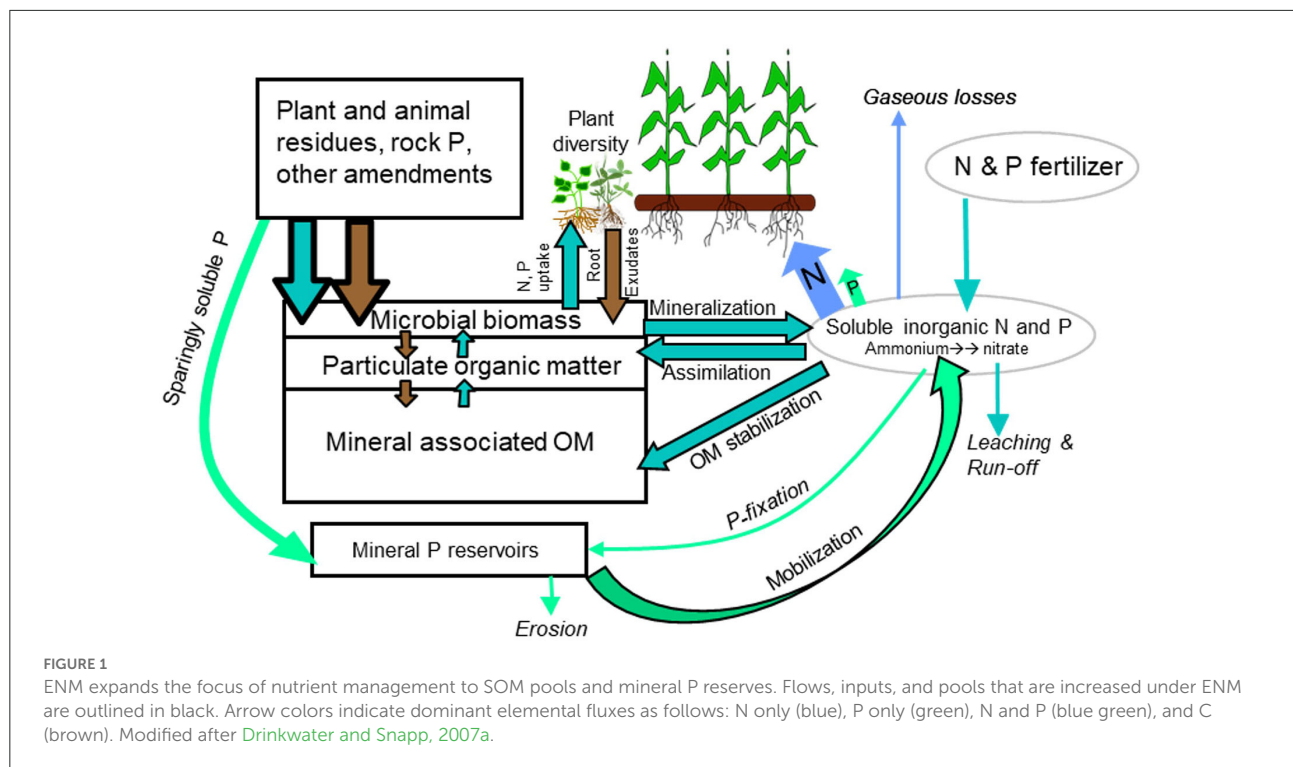 Plant and animal
residues, rock P,
other amendments
Plant
diversity
Gaseous losses
N & P fertilizer
Sparingly soluble P
N, P
uptake
Root
Exudates
N
P
Microbial biomass
Mineralization
Soluble inorganic N and P
Ammonium→→ nitrate
Particulate organic matter
Assimilation
Mineral associated OM
OM stabilization
Leaching &
Run-off
P-fixation
Mineral P reservoirs
Mobilization
Erosion
FIGURE 1
ENM expands the focus of nutrient management to SOM pools and mineral P reserves. Flows, inputs, and pools that are increased under ENM
are outlined in black. Arrow colors indicate dominant elemental fluxes as follows: N only (blue), P only (green), N and P (blue green), and C
(brown). Modified after Drinkwater and Snapp, 2007a.